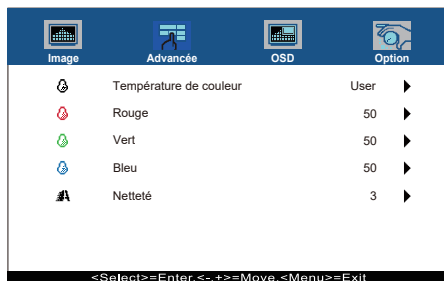 Image Advancée OSD Option
Température de couleur User
Rouge 50
Vert 50
Bleu 50
Netteté 3
<Select>=Enter,<-,+>=Move,<Menu>=Exit